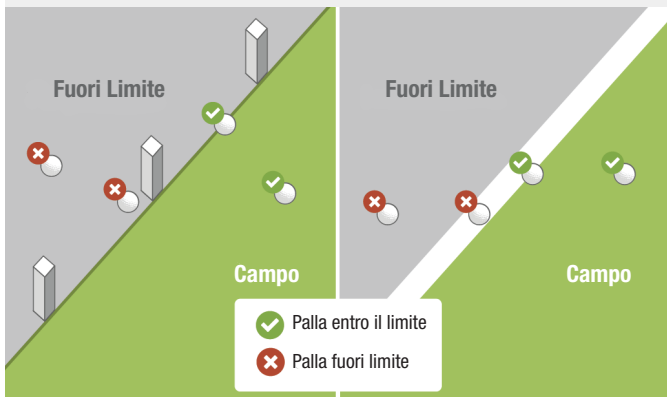 Fuori Limite
Fuori Limite
Campo
Campo
Palla entro il limite
Palla fuori limite